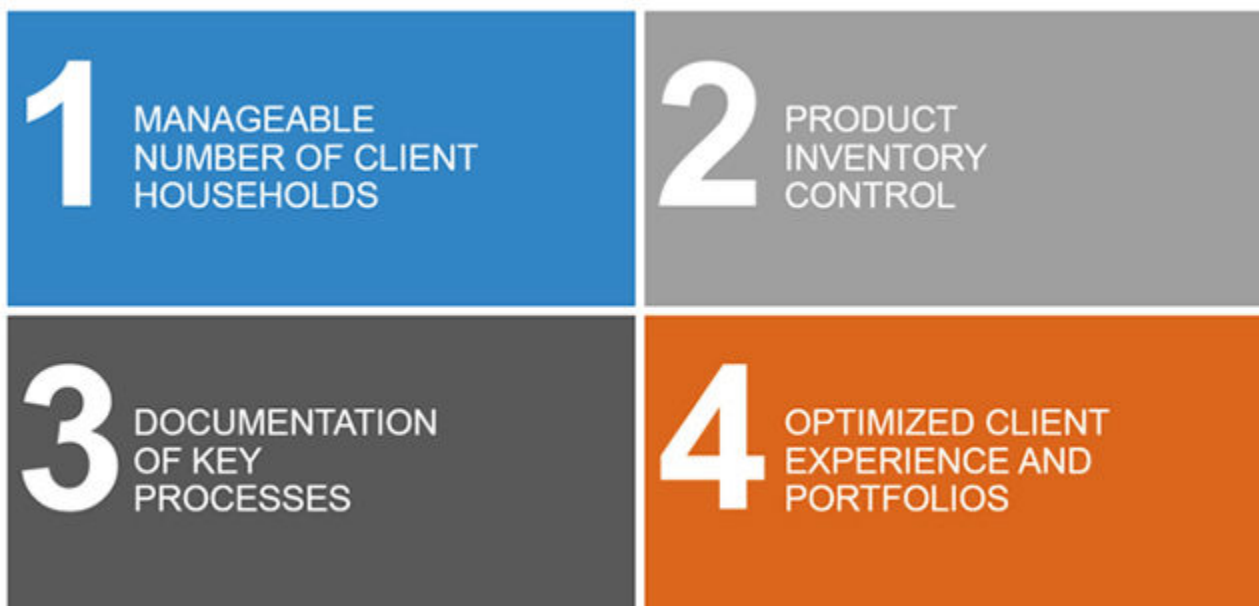 1
MANAGEABLE
NUMBER OF CLIENT
HOUSEHOLDS
2
PRODUCT
INVENTORY
CONTROL
3
DOCUMENTATION
OF KEY
PROCESSES
4
OPTIMIZED CLIENT
EXPERIENCE AND
PORTFOLIOS